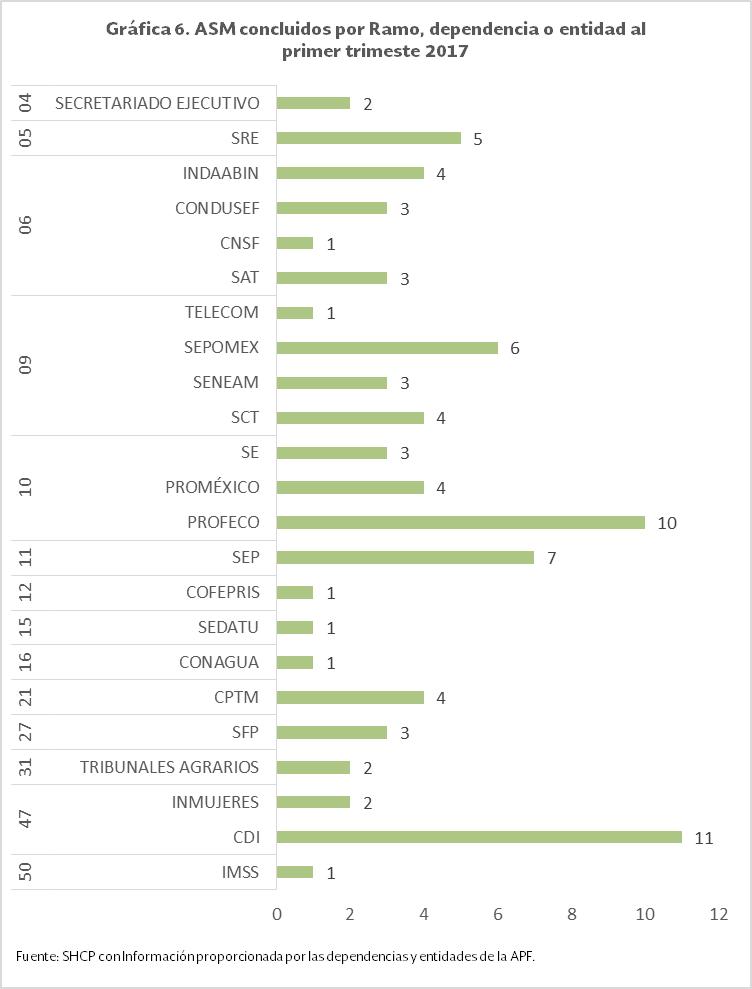 Gráfica 6. ASM concluidos por Ramo, dependencia o entidad al
primer trimestre 2017
04 SECRETARIADO EJECUTIVO 2
05 SRE 5
06
INDAABIN 4
CONDUSEF 3
CNSF 1
SAT 3
09
TELECOM 1
SEPOMEX 6
SENEAM 3
SCT 4
10
SE 3
PROMÉXICO 4
PROFECO 10
11 SEP 7
12 COFEPRIS 1
15 SEDATU 1
16 CONAGUA 1
21 CPTM 4
27 SFP 3
31 TRIBUNALES AGRARIOS 2
47
INMUJERES 2
CDI 11
50 IMSS 1
0 2 4 6 8 10 12
Fuente: SHCP con Información proporcionada por las dependencias y entidades de la APF.